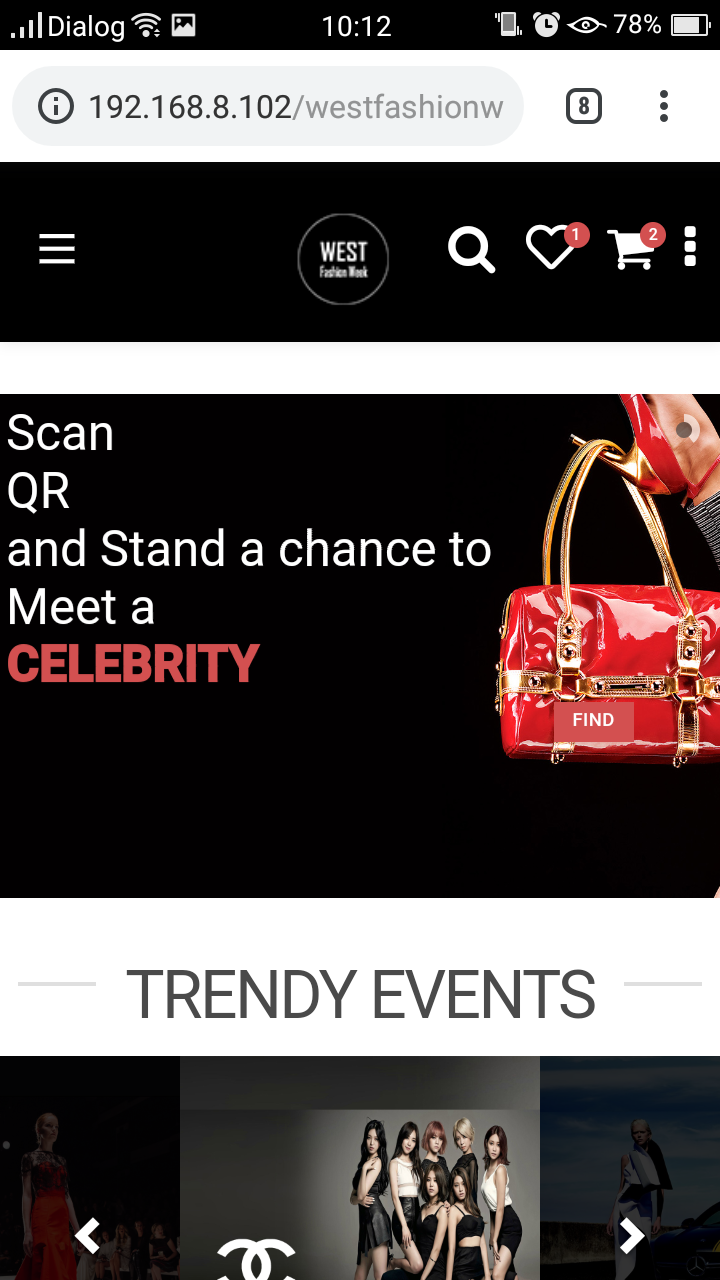 Dialog 10:12 78%
192.168.8.102/westfashionw 8
WEST
Fashion Week
1 2
Scan
QR
and Stand a chance to
Meet a
CELEBRITY
FIND
TRENDY EVENTS